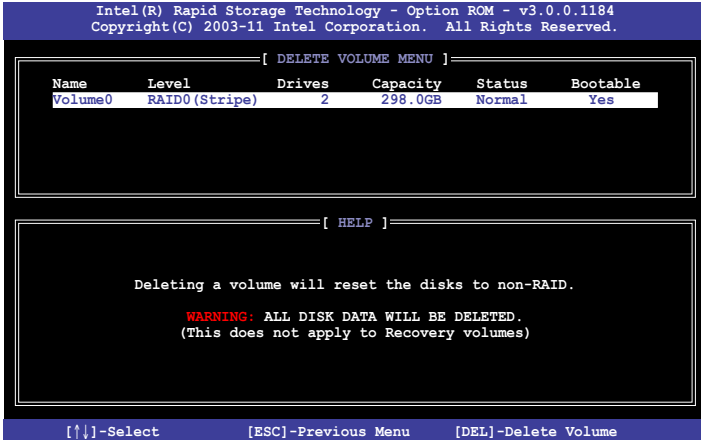 Intel(R) Rapid Storage Technology - Option ROM - v3.0.0.1184
Copyright(C) 2003-11 Intel Corporation. All Rights Reserved.
[ DELETE VOLUME MENU ]
Name Level Drives Capacity Status Bootable
Volume0 RAID0(Stripe) 2 298.0GB Normal Yes
[ HELP ]
Deleting a volume will reset the disks to non-RAID.
WARNING: ALL DISK DATA WILL BE DELETED.
(This does not apply to Recovery volumes)
[↑↓]-Select [ESC]-Previous Menu [DEL]-Delete Volume